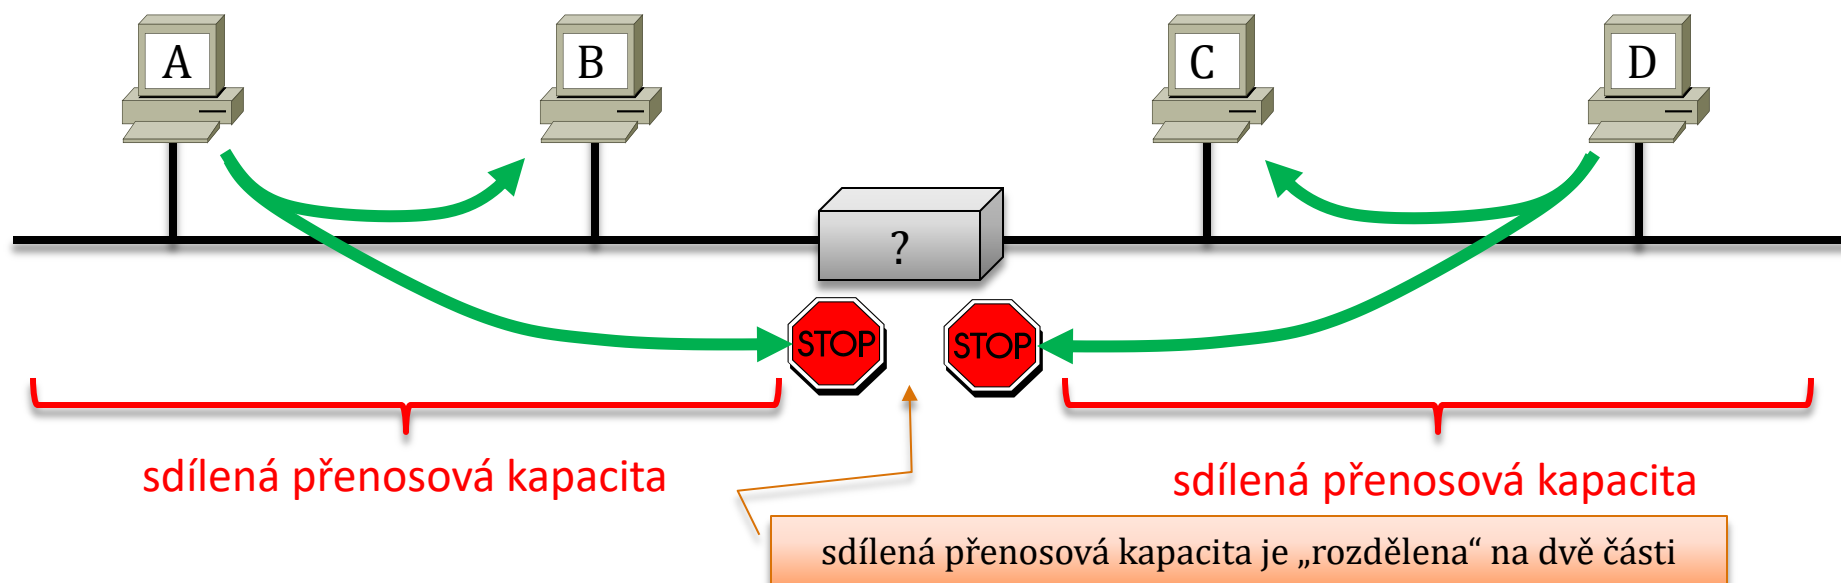 A
B
C
D
?
STOP
STOP
sdílená přenosová kapacita
sdílená přenosová kapacita
sdílená přenosová kapacita je „rozdělena“ na dvě části